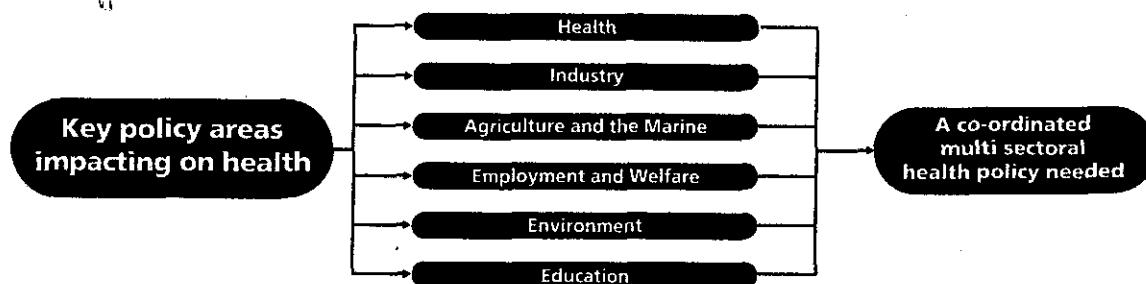 Health
Industry
Key policy areas
impacting on health
Agriculture and the Marine
Employment and Welfare
Environment
Education
A co-ordinated
multi sectoral
health policy needed